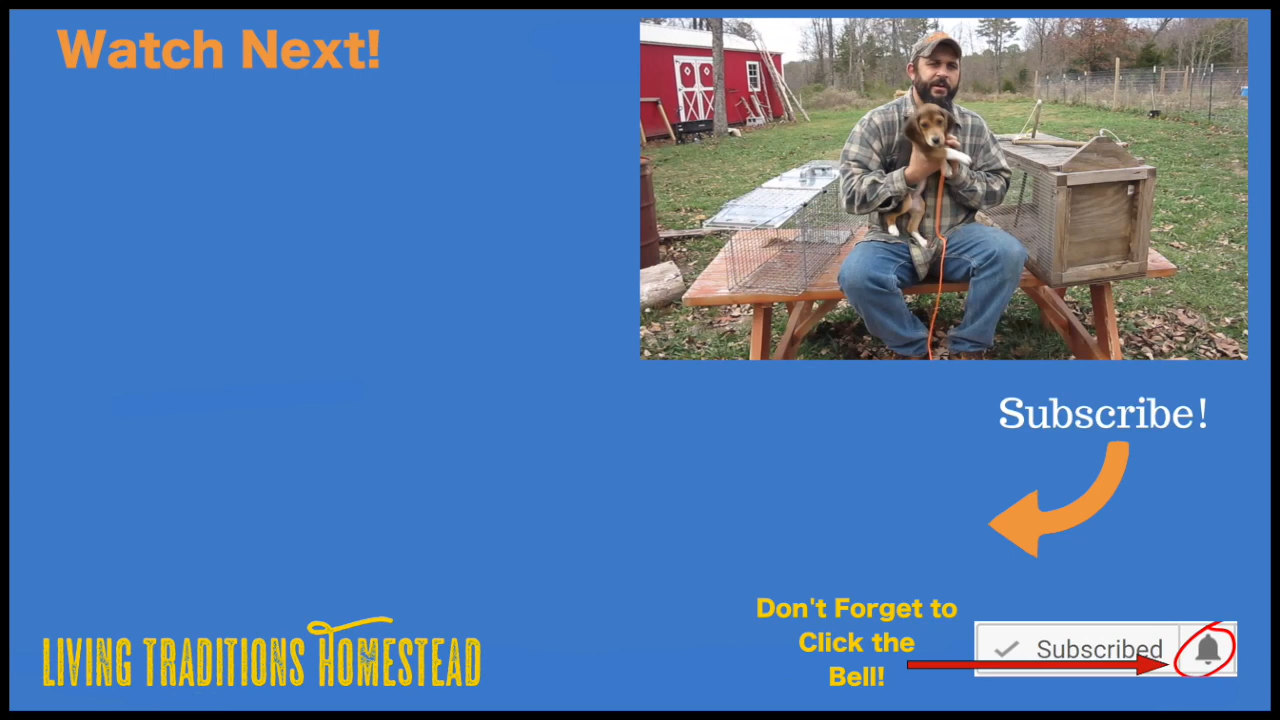 Watch Next!
Subscribe!
Don't Forget to
Click the
Bell!
Subscribed
LIVING TRADITIONS HOMESTEAD